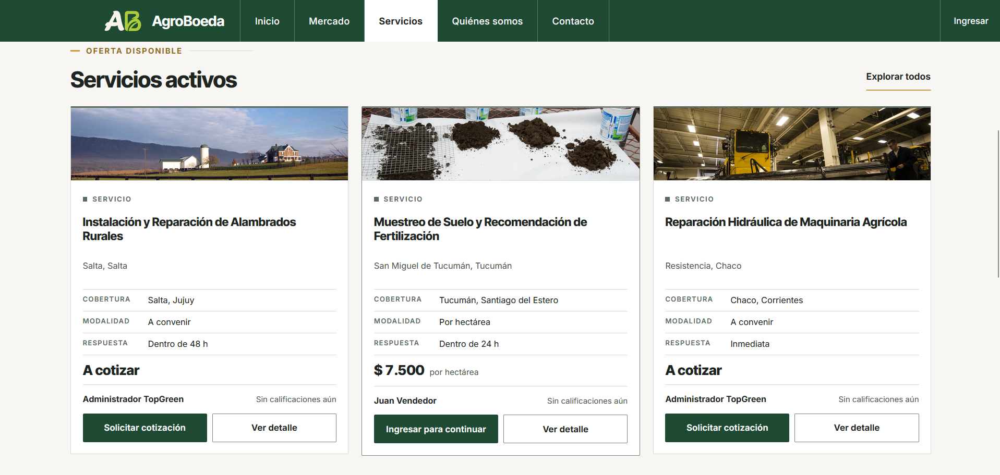 AB AgroBoeda
Inicio
Mercado
Servicios
Quiénes somos
Contacto
Ingresar
OFERTA DISPONIBLE
Servicios activos
Explorar todos
SERVICIO
Instalación y Reparación de Alambrados
Rurales
Salta, Salta
COBERTURA Salta, Jujuy
MODALIDAD A convenir
RESPUESTA Dentro de 48 h
A cotizar
Administrador TopGreen Sin calificaciones aún
Solicitar cotización Ver detalle
SERVICIO
Muestreo de Suelo y Recomendación de
Fertilización
San Miguel de Tucumán, Tucumán
COBERTURA Tucumán, Santiago del Estero
MODALIDAD Por hectárea
RESPUESTA Dentro de 24 h
$ 7.500 por hectárea
Juan Vendedor Sin calificaciones aún
Ingresar para continuar Ver detalle
SERVICIO
Reparación Hidráulica de Maquinaria Agrícola
Resistencia, Chaco
COBERTURA Chaco, Corrientes
MODALIDAD A convenir
RESPUESTA Inmediata
A cotizar
Administrador TopGreen Sin calificaciones aún
Solicitar cotización Ver detalle